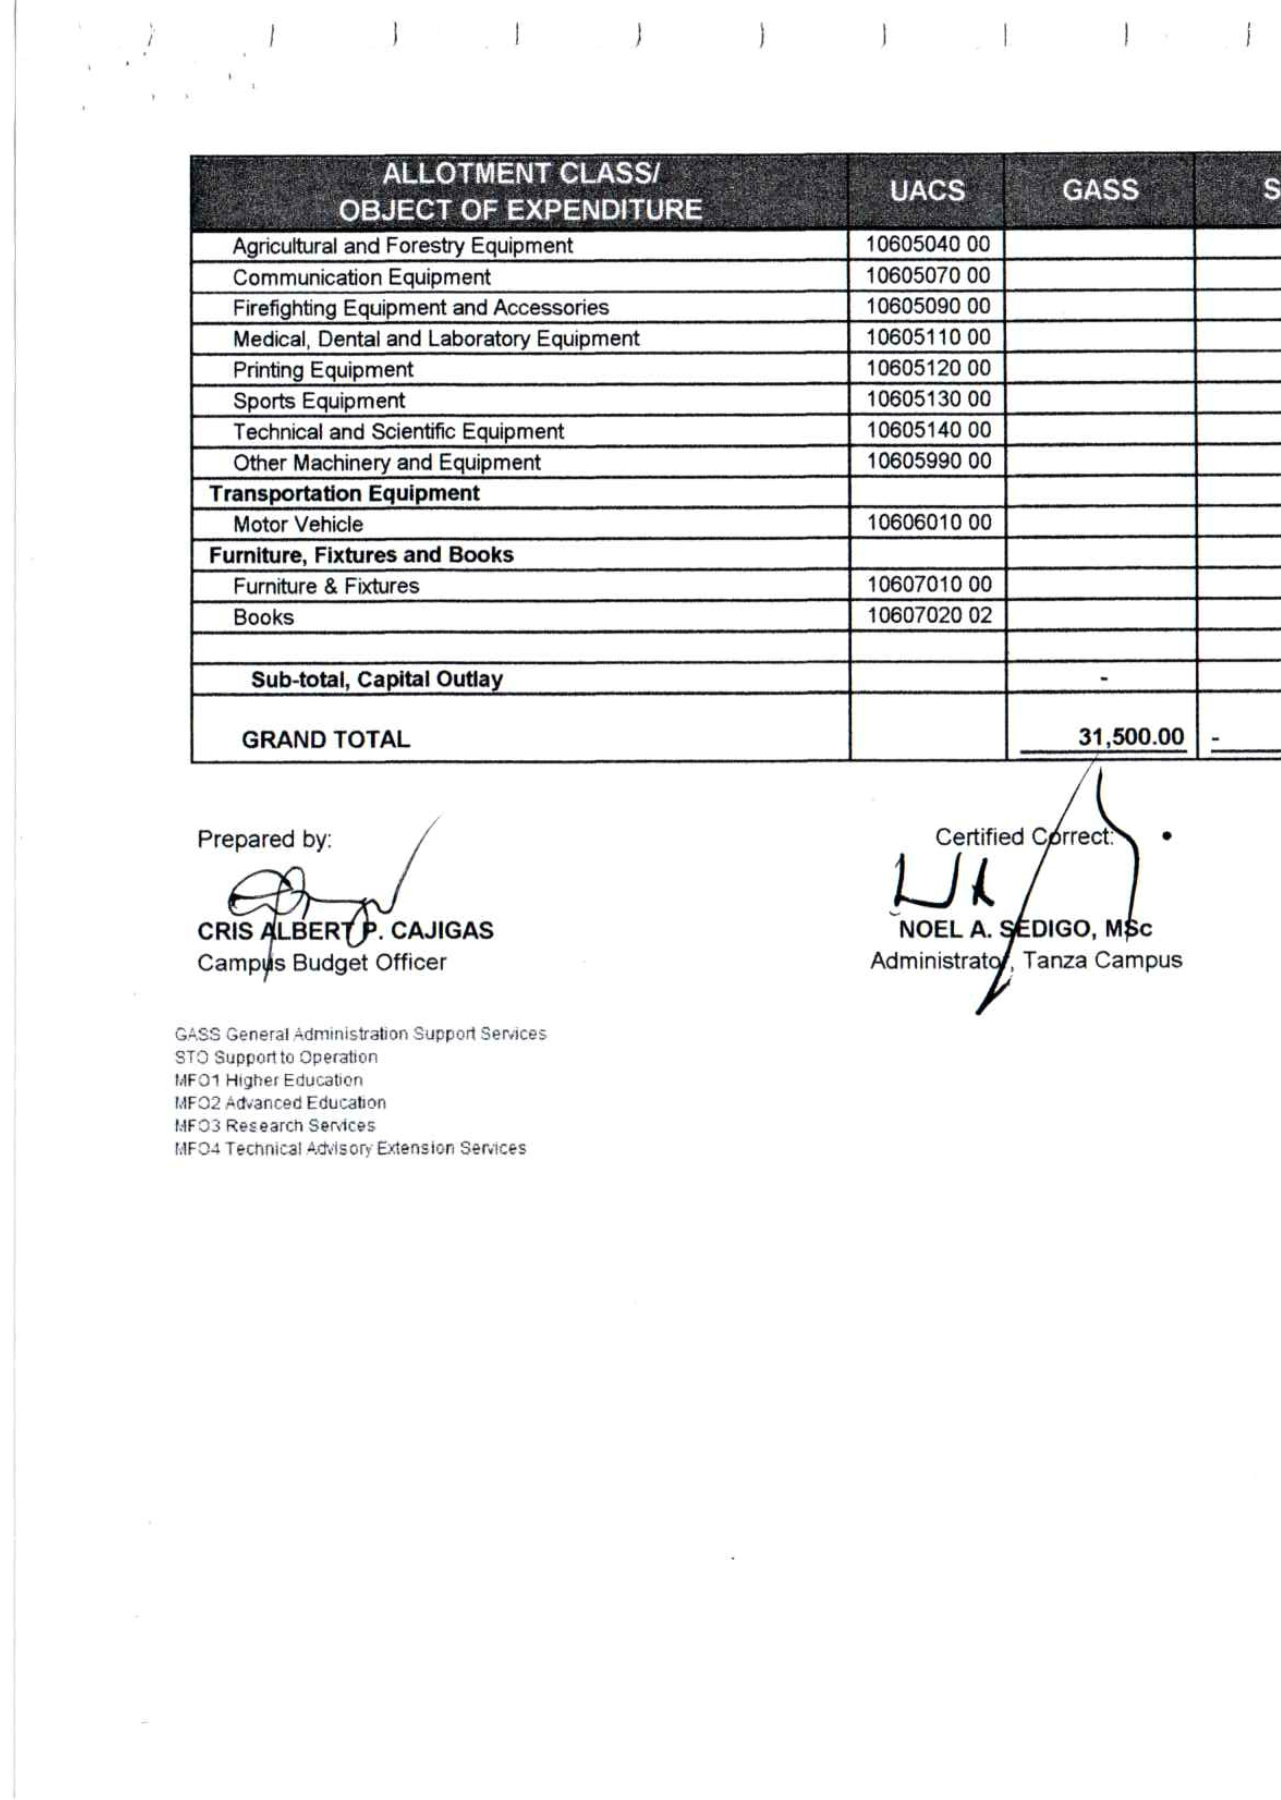 ALLOTMENT CLASS/
OBJECT OF EXPENDITURE UACS GASS S
Agricultural and Forestry Equipment 10605040 00
Communication Equipment 10605070 00
Firefighting Equipment and Accessories 10605090 00
Medical, Dental and Laboratory Equipment 10605110 00
Printing Equipment 10605120 00
Sports Equipment 10605130 00
Technical and Scientific Equipment 10605140 00
Other Machinery and Equipment 10605990 00
Transportation Equipment
Motor Vehicle 10606010 00
Furniture, Fixtures and Books
Furniture & Fixtures 10607010 00
Books 10607020 02
Sub-total, Capital Outlay -
GRAND TOTAL 31,500.00 -
Prepared by: Certified Correct:
CRIS ALBERT P. CAJIGAS NOEL A. SEDIGO, MSc
Campus Budget Officer Administrator, Tanza Campus
GASS General Administration Support Services
STO Support to Operation
MFO1 Higher Education
MFO2 Advanced Education
MFO3 Research Services
MFO4 Technical Advisory Extension Services